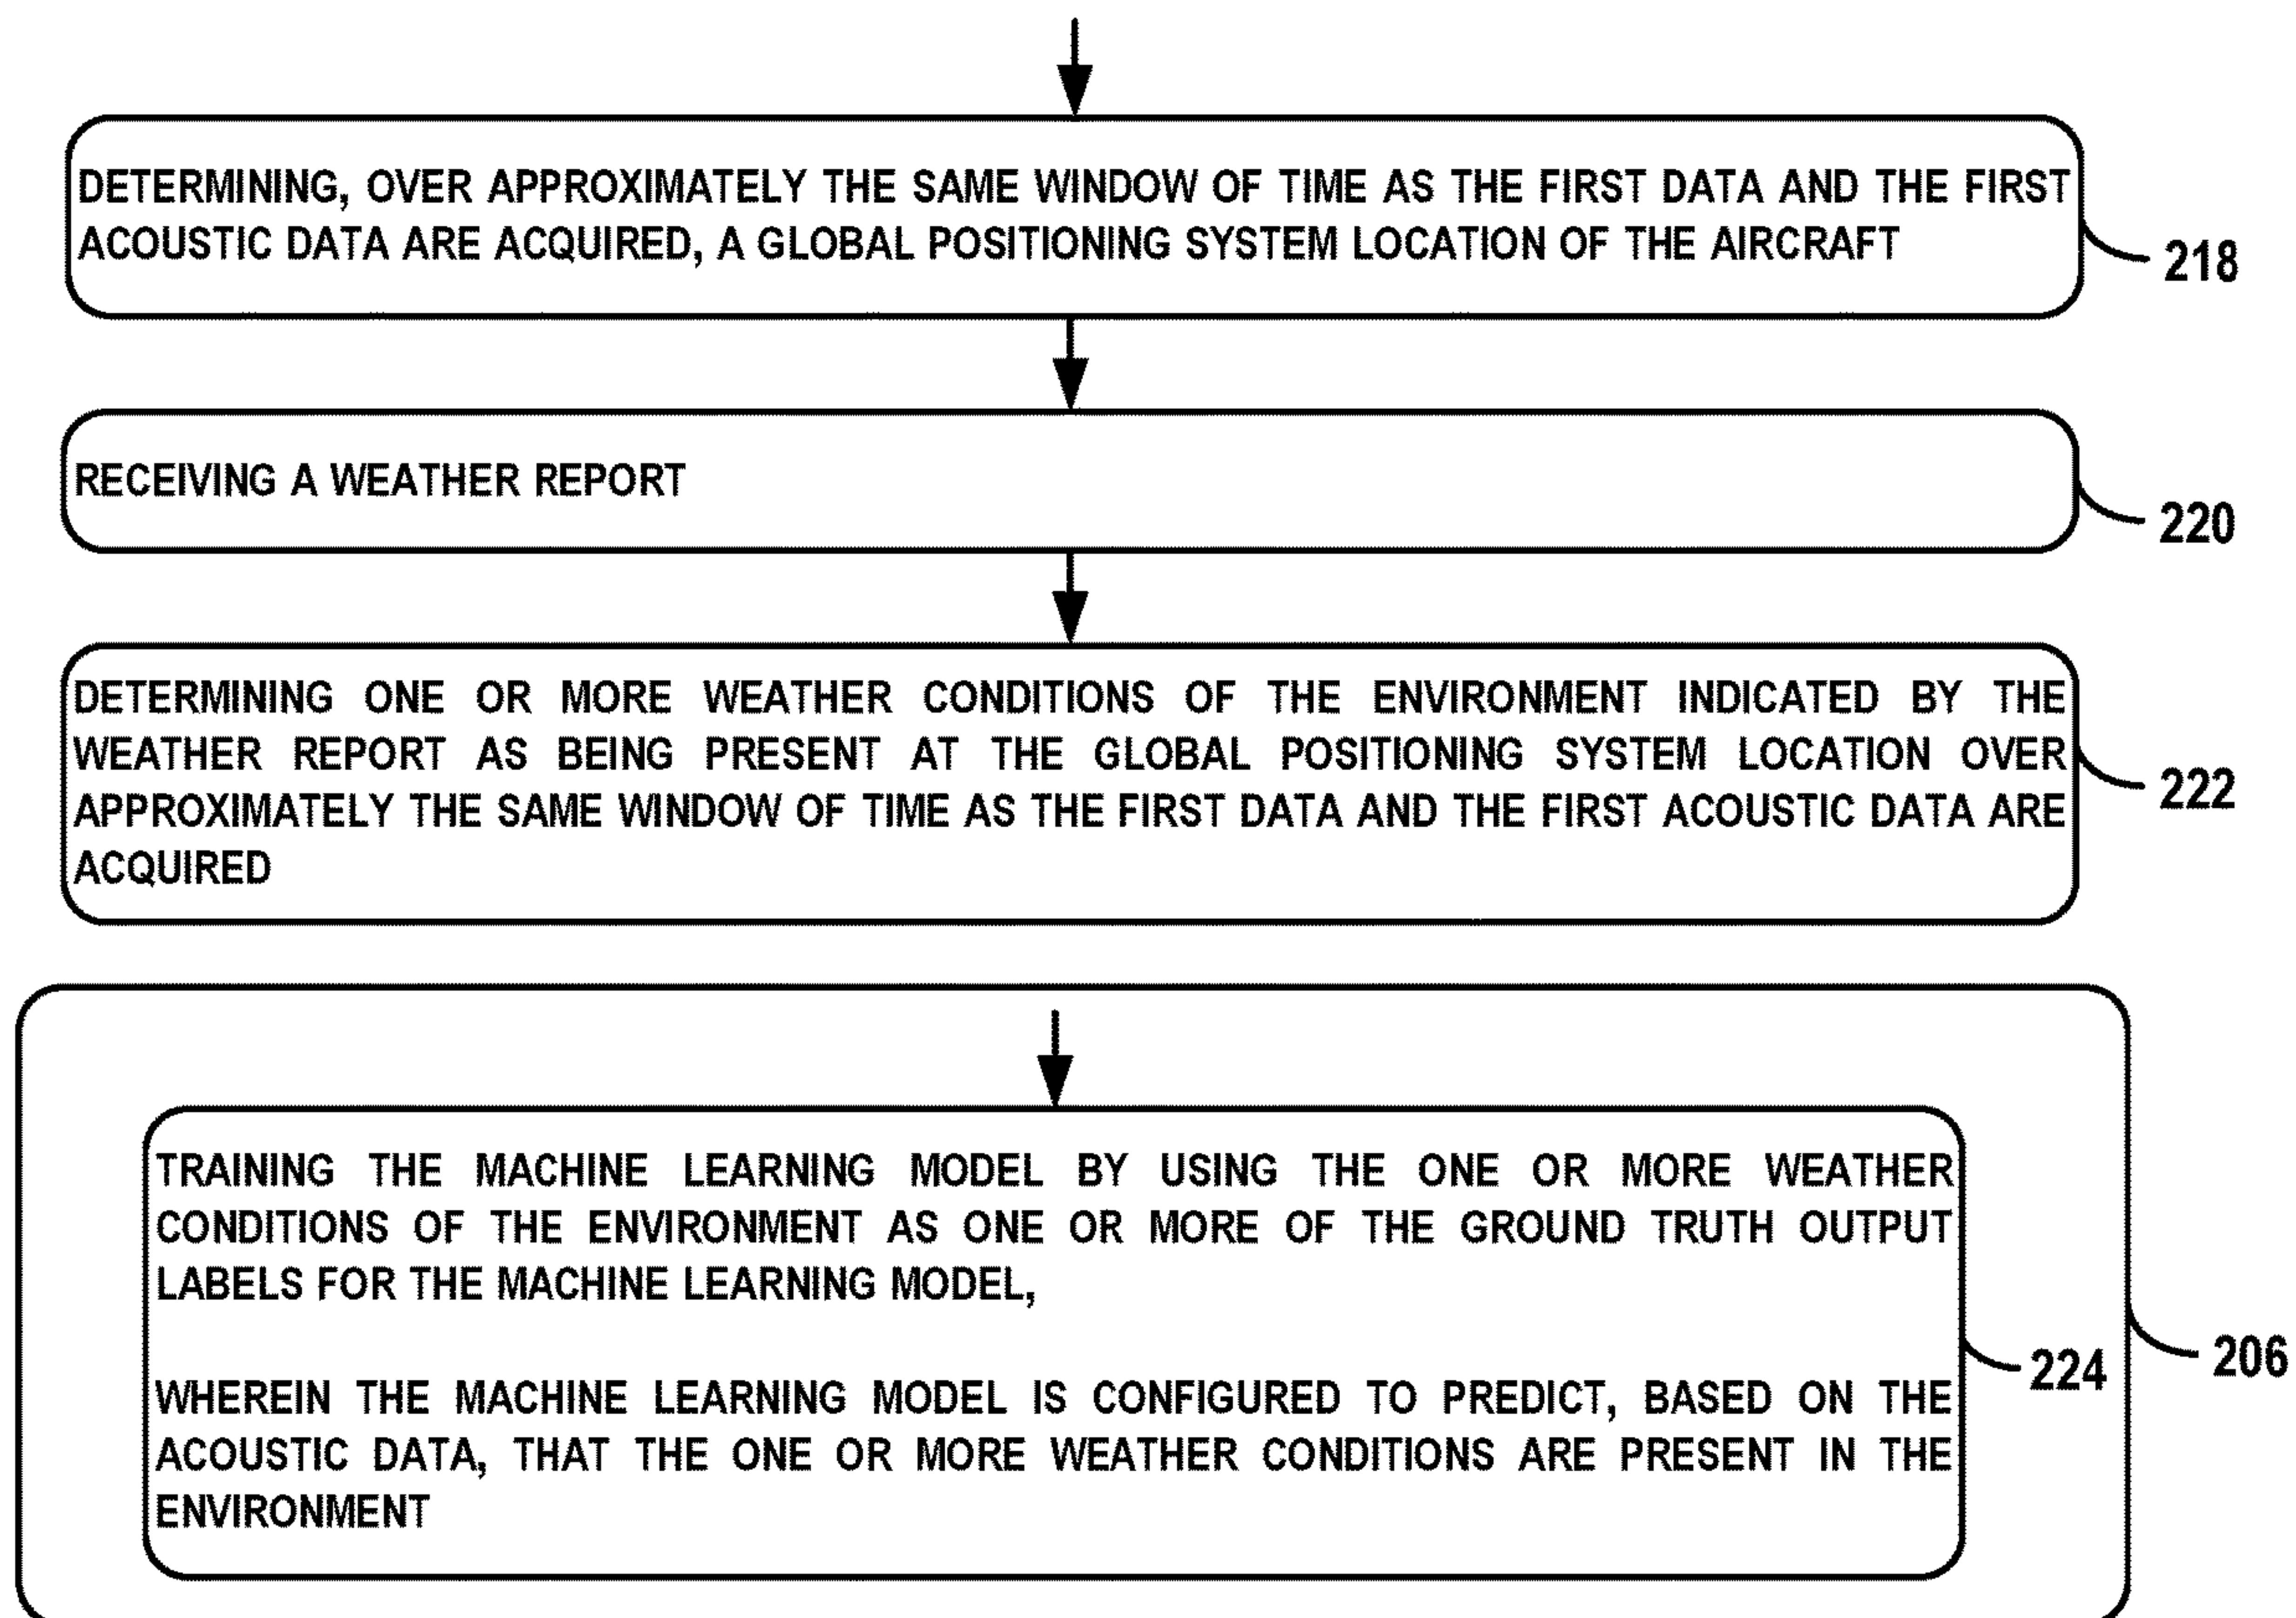 DETERMINING, OVER APPROXIMATELY THE SAME WINDOW OF TIME AS THE FIRST DATA AND THE FIRST
ACOUSTIC DATA ARE ACQUIRED, A GLOBAL POSITIONING SYSTEM LOCATION OF THE AIRCRAFT
218
RECEIVING A WEATHER REPORT
220
DETERMINING ONE OR MORE WEATHER CONDITIONS OF THE ENVIRONMENT INDICATED BY THE
WEATHER REPORT AS BEING PRESENT AT THE GLOBAL POSITIONING SYSTEM LOCATION OVER
APPROXIMATELY THE SAME WINDOW OF TIME AS THE FIRST DATA AND THE FIRST ACOUSTIC DATA ARE
ACQUIRED
222
TRAINING THE MACHINE LEARNING MODEL BY USING THE ONE OR MORE WEATHER
CONDITIONS OF THE ENVIRONMENT AS ONE OR MORE OF THE GROUND TRUTH OUTPUT
LABELS FOR THE MACHINE LEARNING MODEL,
WHEREIN THE MACHINE LEARNING MODEL IS CONFIGURED TO PREDICT, BASED ON THE
ACOUSTIC DATA, THAT THE ONE OR MORE WEATHER CONDITIONS ARE PRESENT IN THE
ENVIRONMENT
224
206